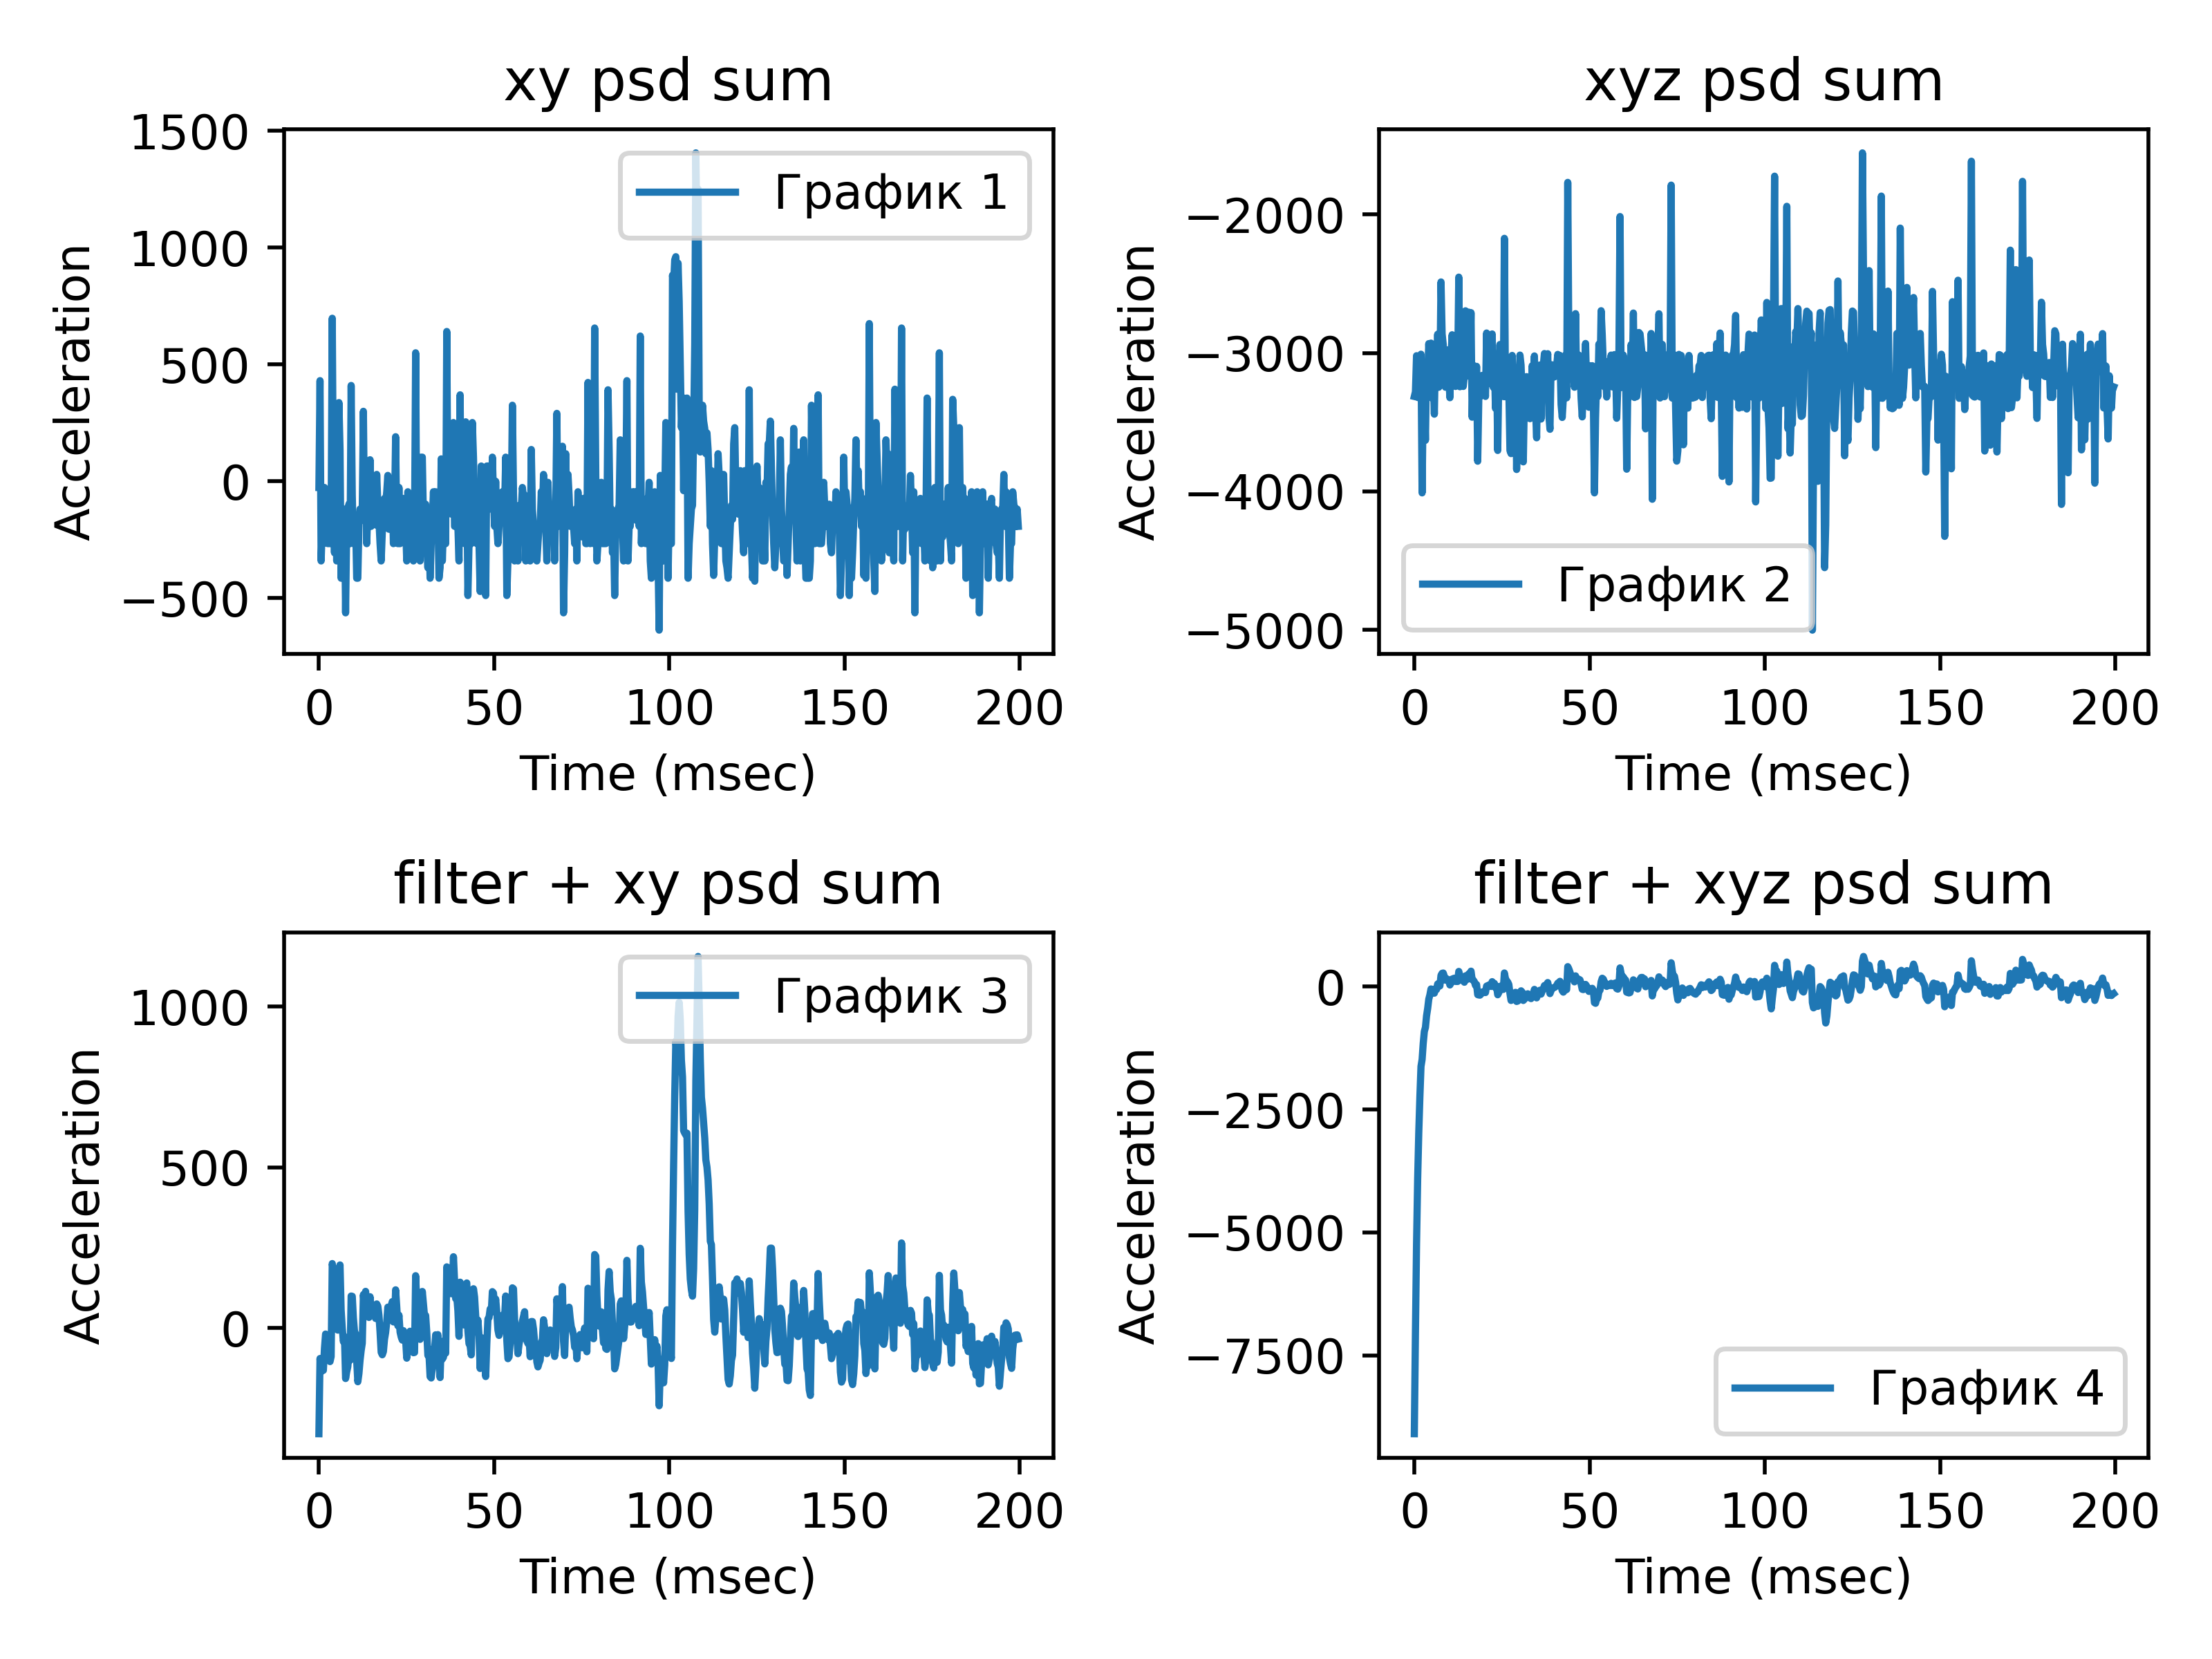 xy psd sum
1500
1000
500
0
−500
Acceleration
График 1
0 50 100 150 200
Time (msec)
xyz psd sum
−2000
−3000
−4000
−5000
Acceleration
График 2
0 50 100 150 200
Time (msec)
filter + xy psd sum
1000
500
0
Acceleration
График 3
0 50 100 150 200
Time (msec)
filter + xyz psd sum
0
−2500
−5000
−7500
Acceleration
График 4
0 50 100 150 200
Time (msec)